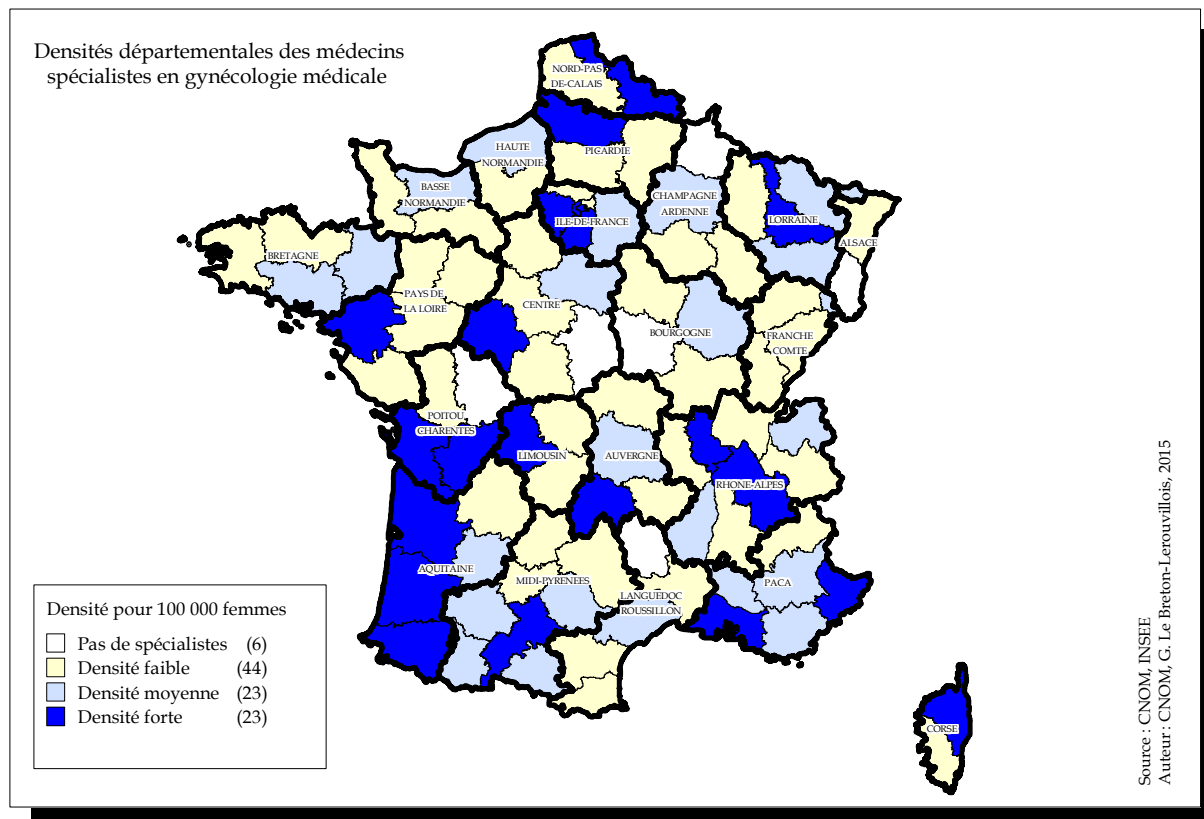 Densités départementales des médecins
spécialistes en gynécologie médicale
NORD-PAS
DE-CALAIS
HAUTE
NORMANDIE
PICARDIE
BASSE
NORMANDIE
CHAMPAGNE
ARDENNE
ILE-DE-FRANCE
LORRAINE
ALSACE
BRETAGNE
PAYS DE
LA LOIRE
CENTRE
BOURGOGNE
FRANCHE
COMTE
POITOU
CHARENTES
LIMOUSIN
AUVERGNE
RHONE-ALPES
AQUITAINE
MIDI-PYRENEES
LANGUEDOC
ROUSSILLON
PACA
CORSE
Densité pour 100 000 femmes
Pas de spécialistes (6)
Densité faible (44)
Densité moyenne (23)
Densité forte (23)
Source : CNOM, INSEE
Auteur : CNOM, G. Le Breton-Lerouvillois, 2015